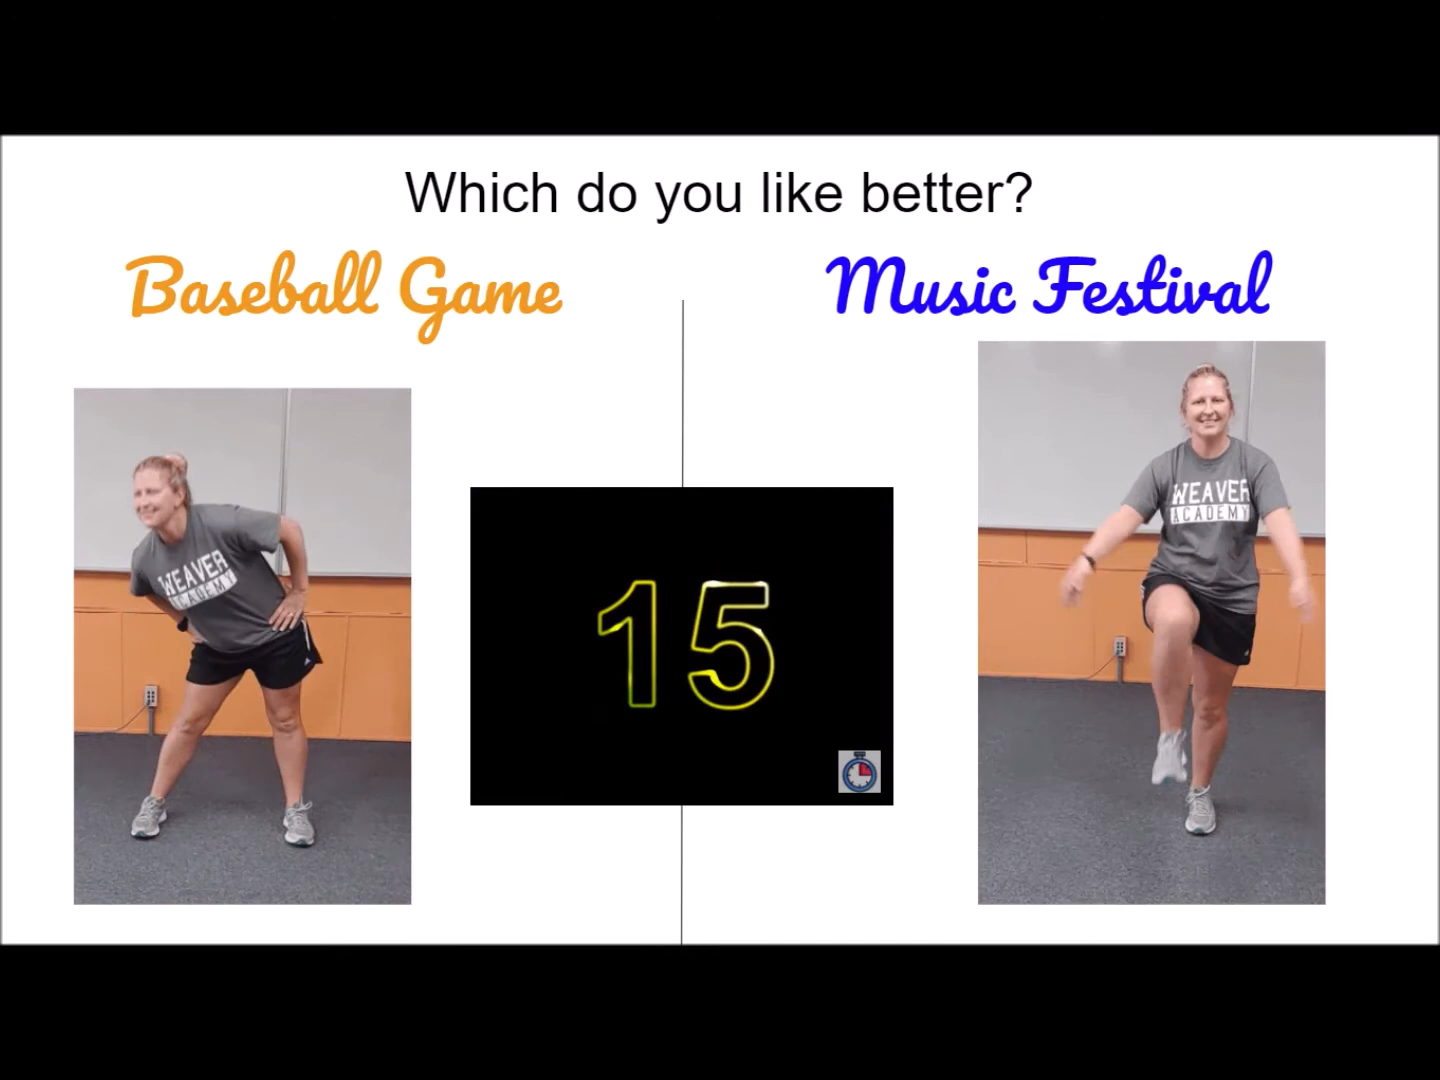 Which do you like better?
Baseball Game
Music Festival
WEAVER
ACADEMY
15
WEAVER
ACADEMY